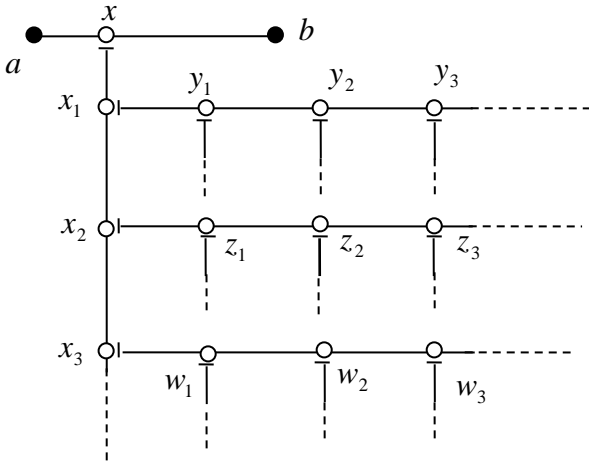 x
a b
y₁ y₂ y₃
x₁
x₂
z₁ z₂ z₃
x₃
w₁ w₂ w₃